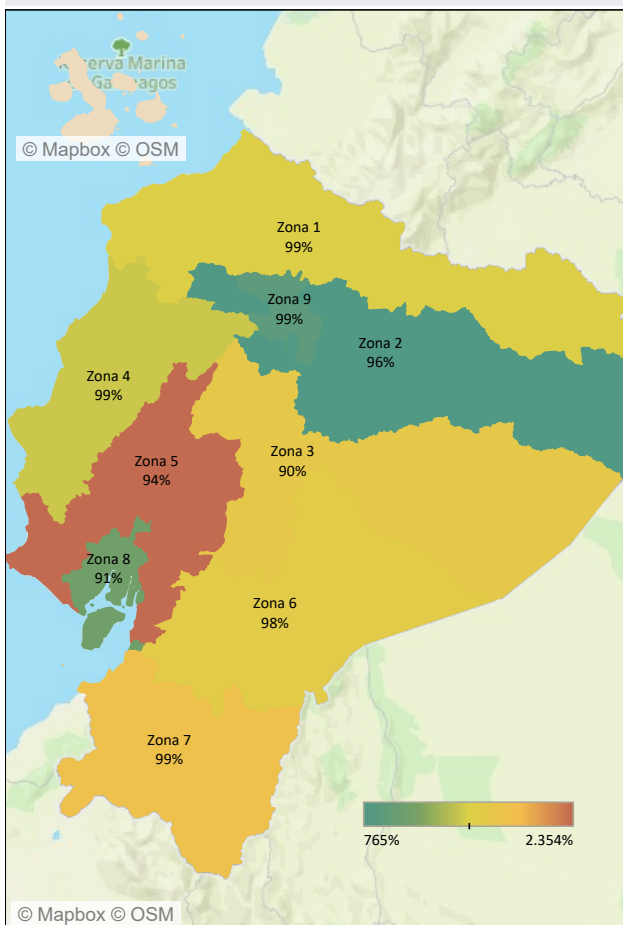 Reserva Marina
Galápagos
© Mapbox © OSM
Zona 1
99%
Zona 9
99%
Zona 2
96%
Zona 4
99%
Zona 5
94%
Zona 3
90%
Zona 8
91%
Zona 6
98%
Zona 7
99%
765%
2.354%
© Mapbox © OSM